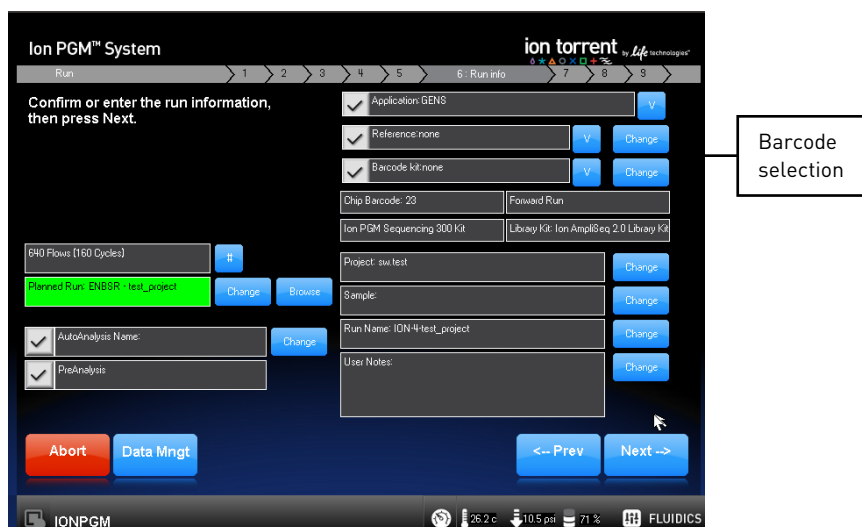 Ion PGM™ System
ion torrent
by life technologies™
Run 1 2 3 4 5 6: Run info 7 8 9
Confirm or enter the run information,
then press Next.
Application: GENS
V
Reference:none
V
Change
Barcode kit:none
V
Change
Barcode
selection
Chip Barcode: 23
Forward Run
Ion PGM Sequencing 300 Kit
Library Kit: Ion AmpliSeq 2.0 Library Kit
640 Flows (160 Cycles)
#
Planned Run: ENBSR - test_project
Change
Browse
AutoAnalysis Name:
Change
PreAnalysis
Project: sw.test
Change
Sample:
Change
Run Name: ION-4-test_project
Change
User Notes:
Change
Abort
Data Mngt
<-- Prev
Next -->
IONPGM
26.2 c
10.5 psi
71 %
FLUIDICS